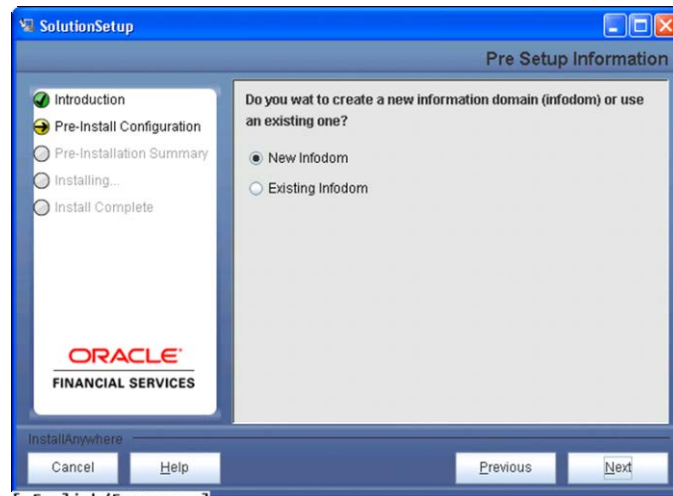 SolutionSetup
Pre Setup Information
Introduction
Pre-Install Configuration
Pre-Installation Summary
Installing...
Install Complete
Do you wat to create a new information domain (infodom) or use
an existing one?
New Infodom
Existing Infodom
ORACLE
FINANCIAL SERVICES
InstallAnywhere
Cancel
Help
Previous
Next